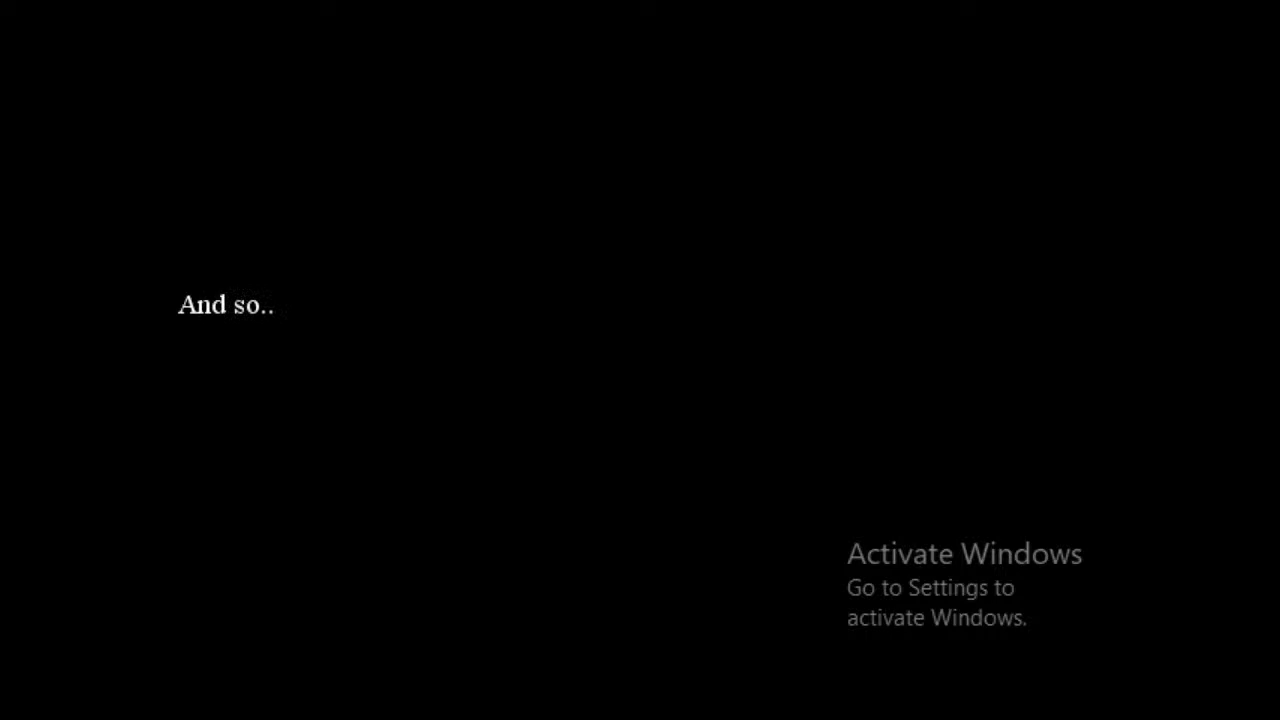 And so..
Activate Windows
Go to Settings to
activate Windows.